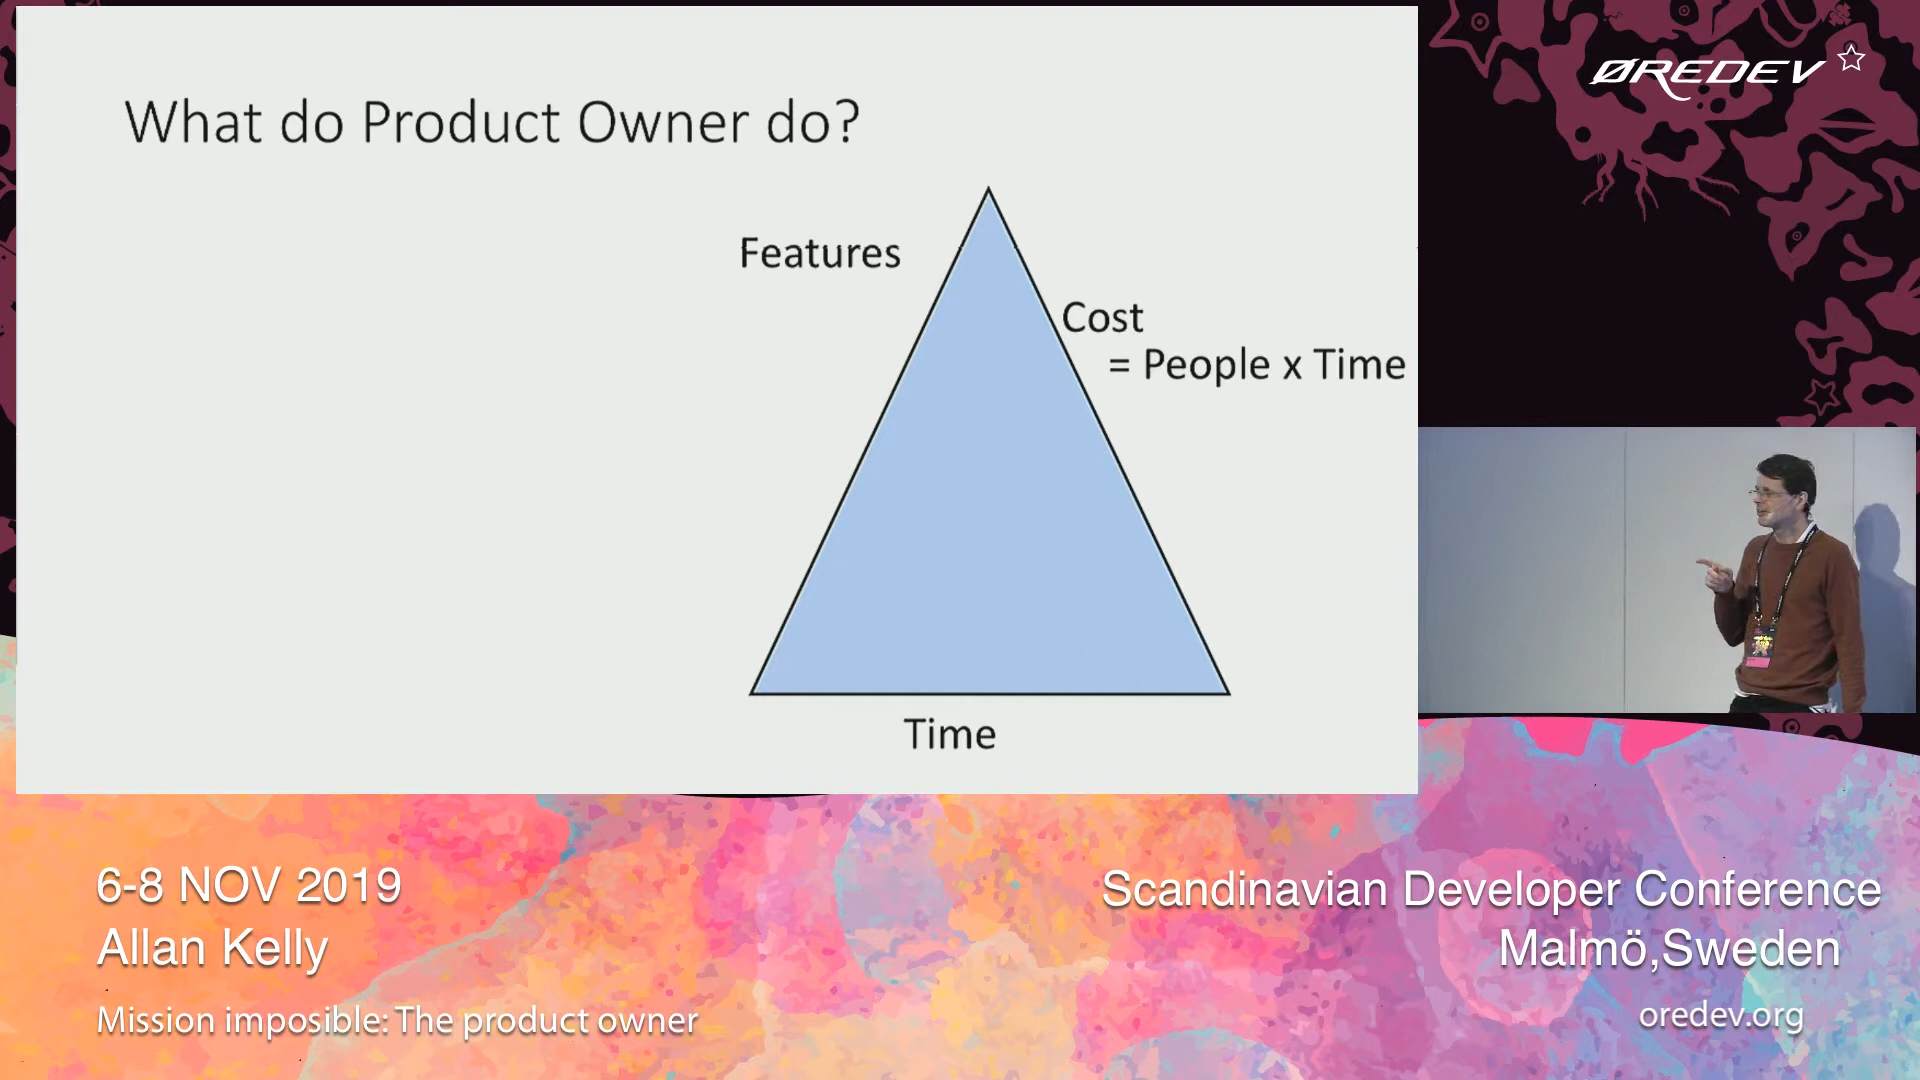 What do Product Owner do?
Features
Cost
= People x Time
Time
ØREDEV
6-8 NOV 2019
Allan Kelly
Mission imposible: The product owner
Scandinavian Developer Conference
Malmö,Sweden
oredev.org